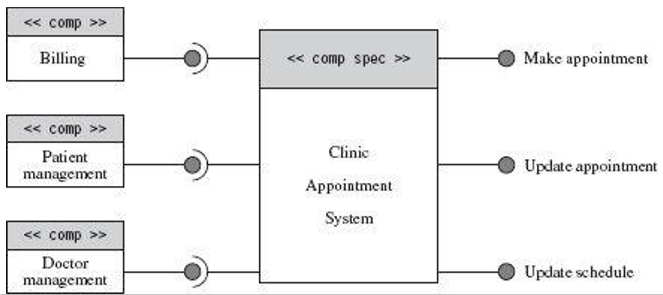 << comp >>
Billing
<< comp >>
Patient
management
<< comp >>
Doctor
management
<< comp spec >>
Clinic
Appointment
System
Make appointment
Update appointment
Update schedule